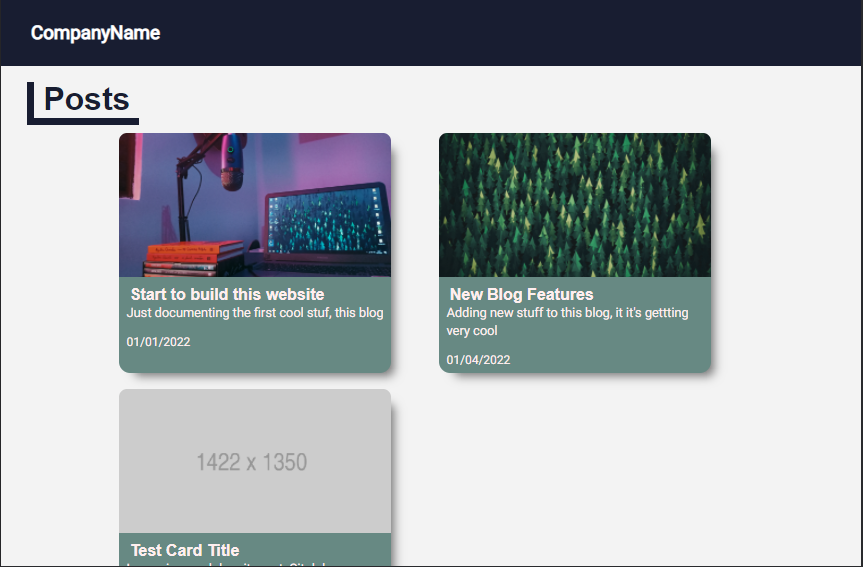 CompanyName
Posts
Start to build this website
Just documenting the first cool stuf, this blog
01/01/2022
New Blog Features
Adding new stuff to this blog, it it's gettting
very cool
01/04/2022
1422 x 1350
Test Card Title